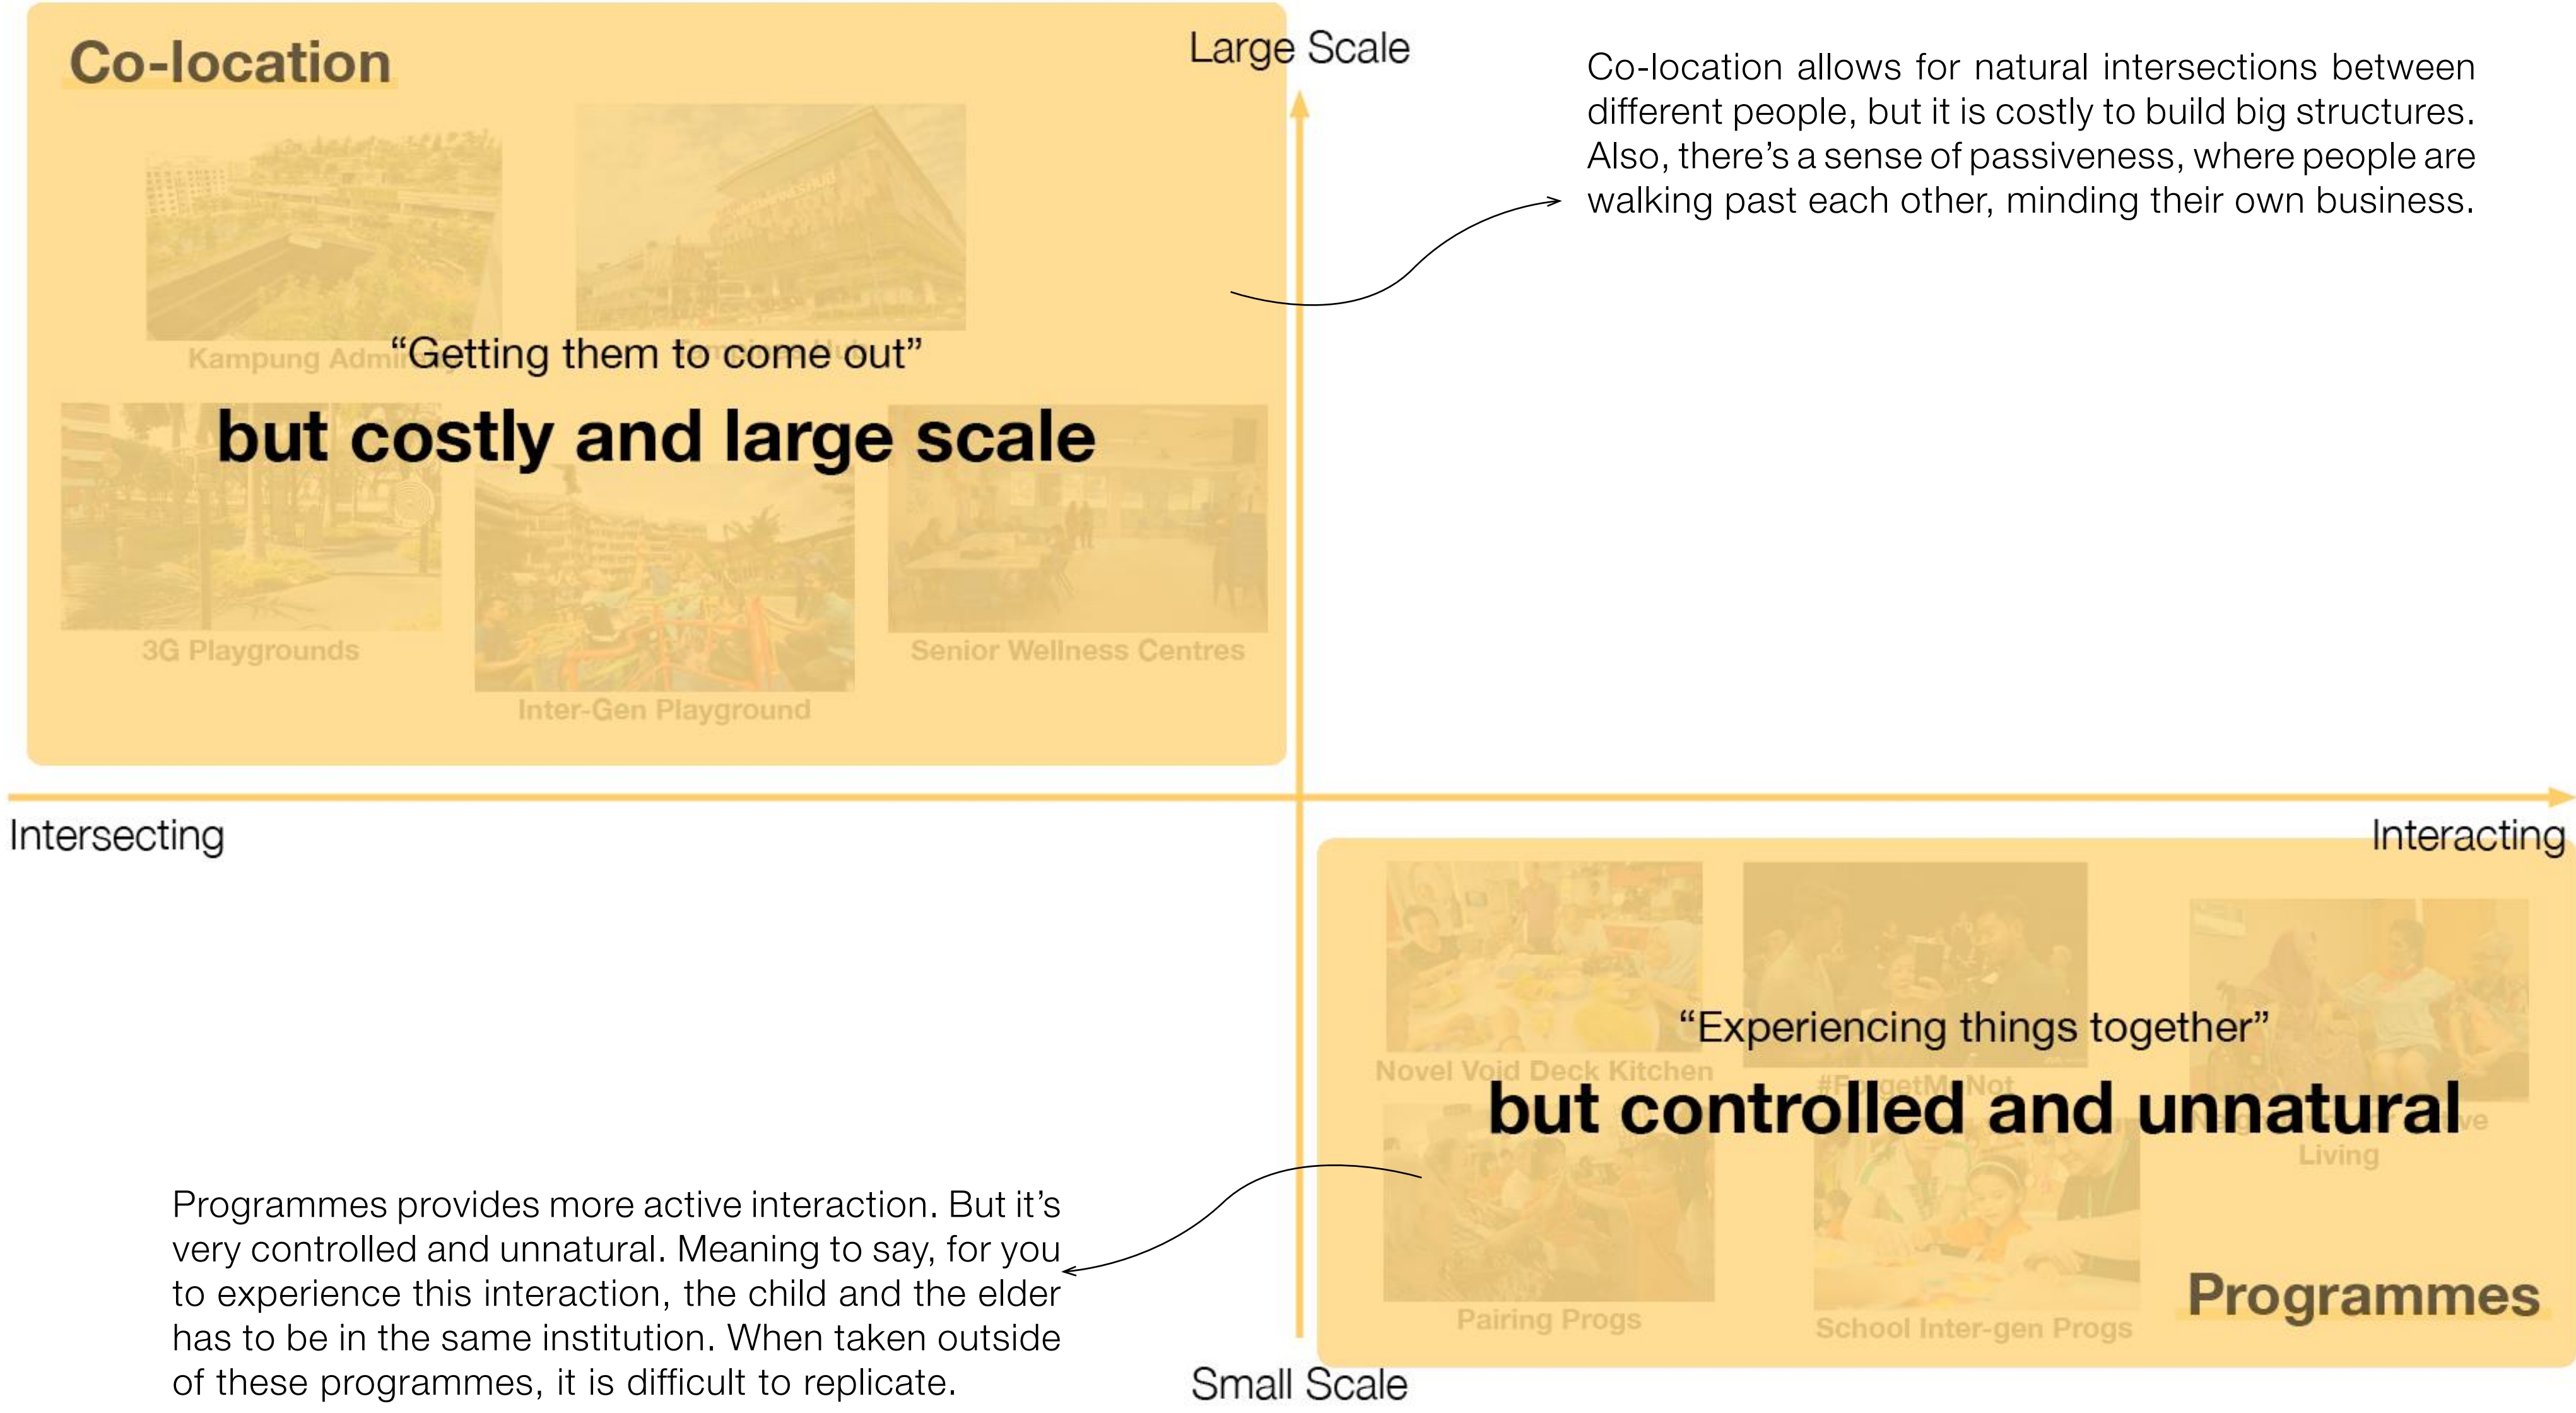 Co-location
Large Scale
Co-location allows for natural intersections between
different people, but it is costly to build big structures.
Also, there's a sense of passiveness, where people are
walking past each other, minding their own business.
Kampung
"Getting them to come out"
but costly and large scale
3G Playgrounds
Senior Wellness Centres
Inter-Gen Playground
Intersecting
Interacting
"Experiencing things together"
Novel Void Deck Kitchen
#ForgetMeNot
but controlled and unnatural
Living
Programmes provides more active interaction. But it's
very controlled and unnatural. Meaning to say, for you
to experience this interaction, the child and the elder
has to be in the same institution. When taken outside
of these programmes, it is difficult to replicate.
Programmes
Pairing Progs
School Inter-gen Progs
Small Scale